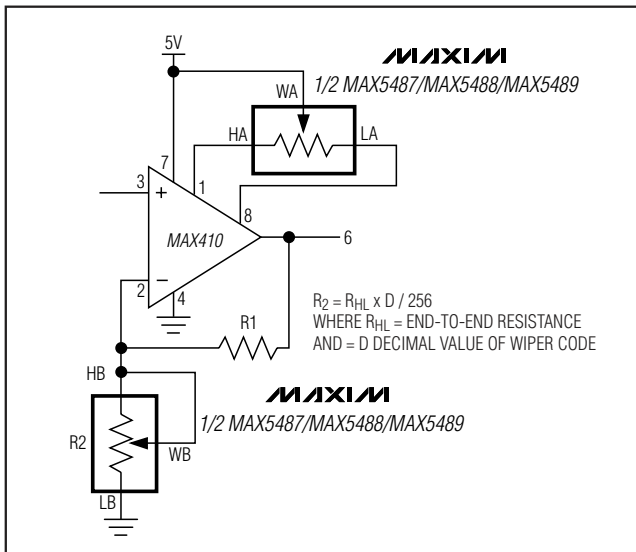 5V
MAXIM
1/2 MAX5487/MAX5488/MAX5489
WA
HA
LA
7
1
3
+
8
MAX410
6
2
−
4
R1
R2 = RHL x D / 256
WHERE RHL = END-TO-END RESISTANCE
AND = D DECIMAL VALUE OF WIPER CODE
HB
MAXIM
1/2 MAX5487/MAX5488/MAX5489
R2
WB
LB